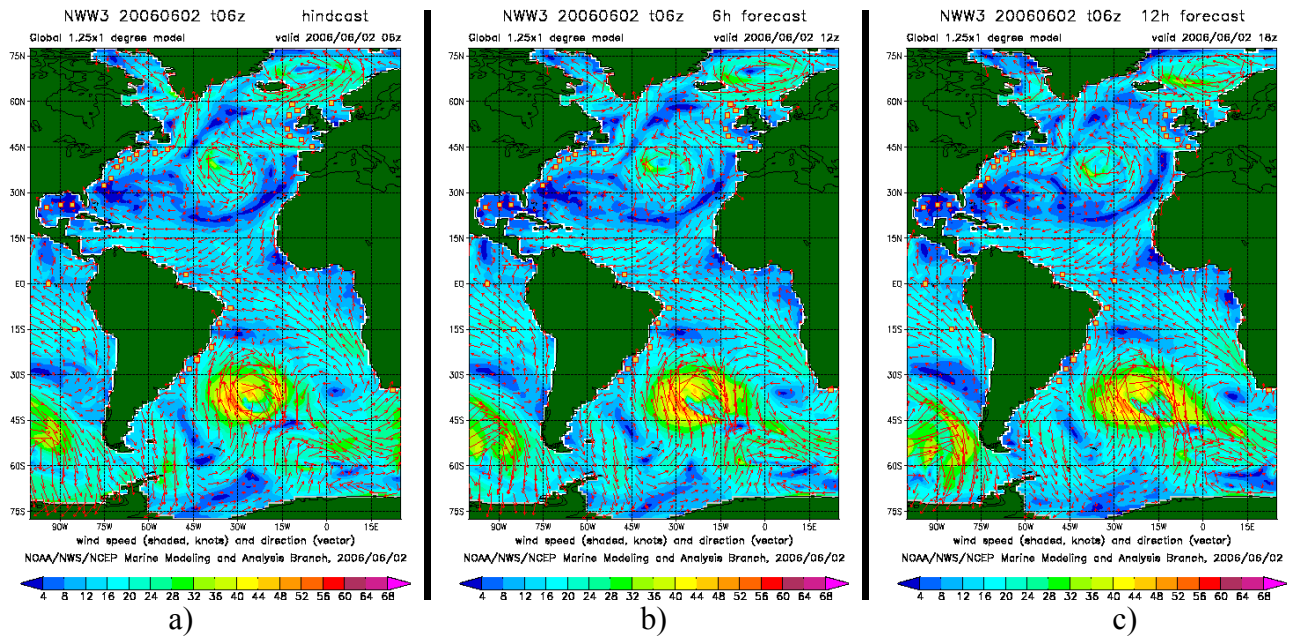 NWW3 20060602 t06z hindcast
Global 1.25x1 degree model valid 2006/06/02 06z
75N
60N
45N
30N
15N
EQ
15S
30S
45S
60S
75S
90W 75W 60W 45W 30W 15W 0 15E
wind speed (shaded, knots) and direction (vector)
NOAA/NWS/NCEP Marine Modeling and Analysis Branch, 2006/06/02
4 8 12 16 20 24 28 32 36 40 44 48 52 56 60 64 68
a)
NWW3 20060602 t06z 6h forecast
Global 1.25x1 degree model valid 2006/06/02 12z
75N
60N
45N
30N
15N
EQ
15S
30S
45S
60S
75S
90W 75W 60W 45W 30W 15W 0 15E
wind speed (shaded, knots) and direction (vector)
NOAA/NWS/NCEP Marine Modeling and Analysis Branch, 2006/06/02
4 8 12 16 20 24 28 32 36 40 44 48 52 56 60 64 68
b)
NWW3 20060602 t06z 12h forecast
Global 1.25x1 degree model valid 2006/06/02 18z
75N
60N
45N
30N
15N
EQ
15S
30S
45S
60S
75S
90W 75W 60W 45W 30W 15W 0 15E
wind speed (shaded, knots) and direction (vector)
NOAA/NWS/NCEP Marine Modeling and Analysis Branch, 2006/06/02
4 8 12 16 20 24 28 32 36 40 44 48 52 56 60 64 68
c)